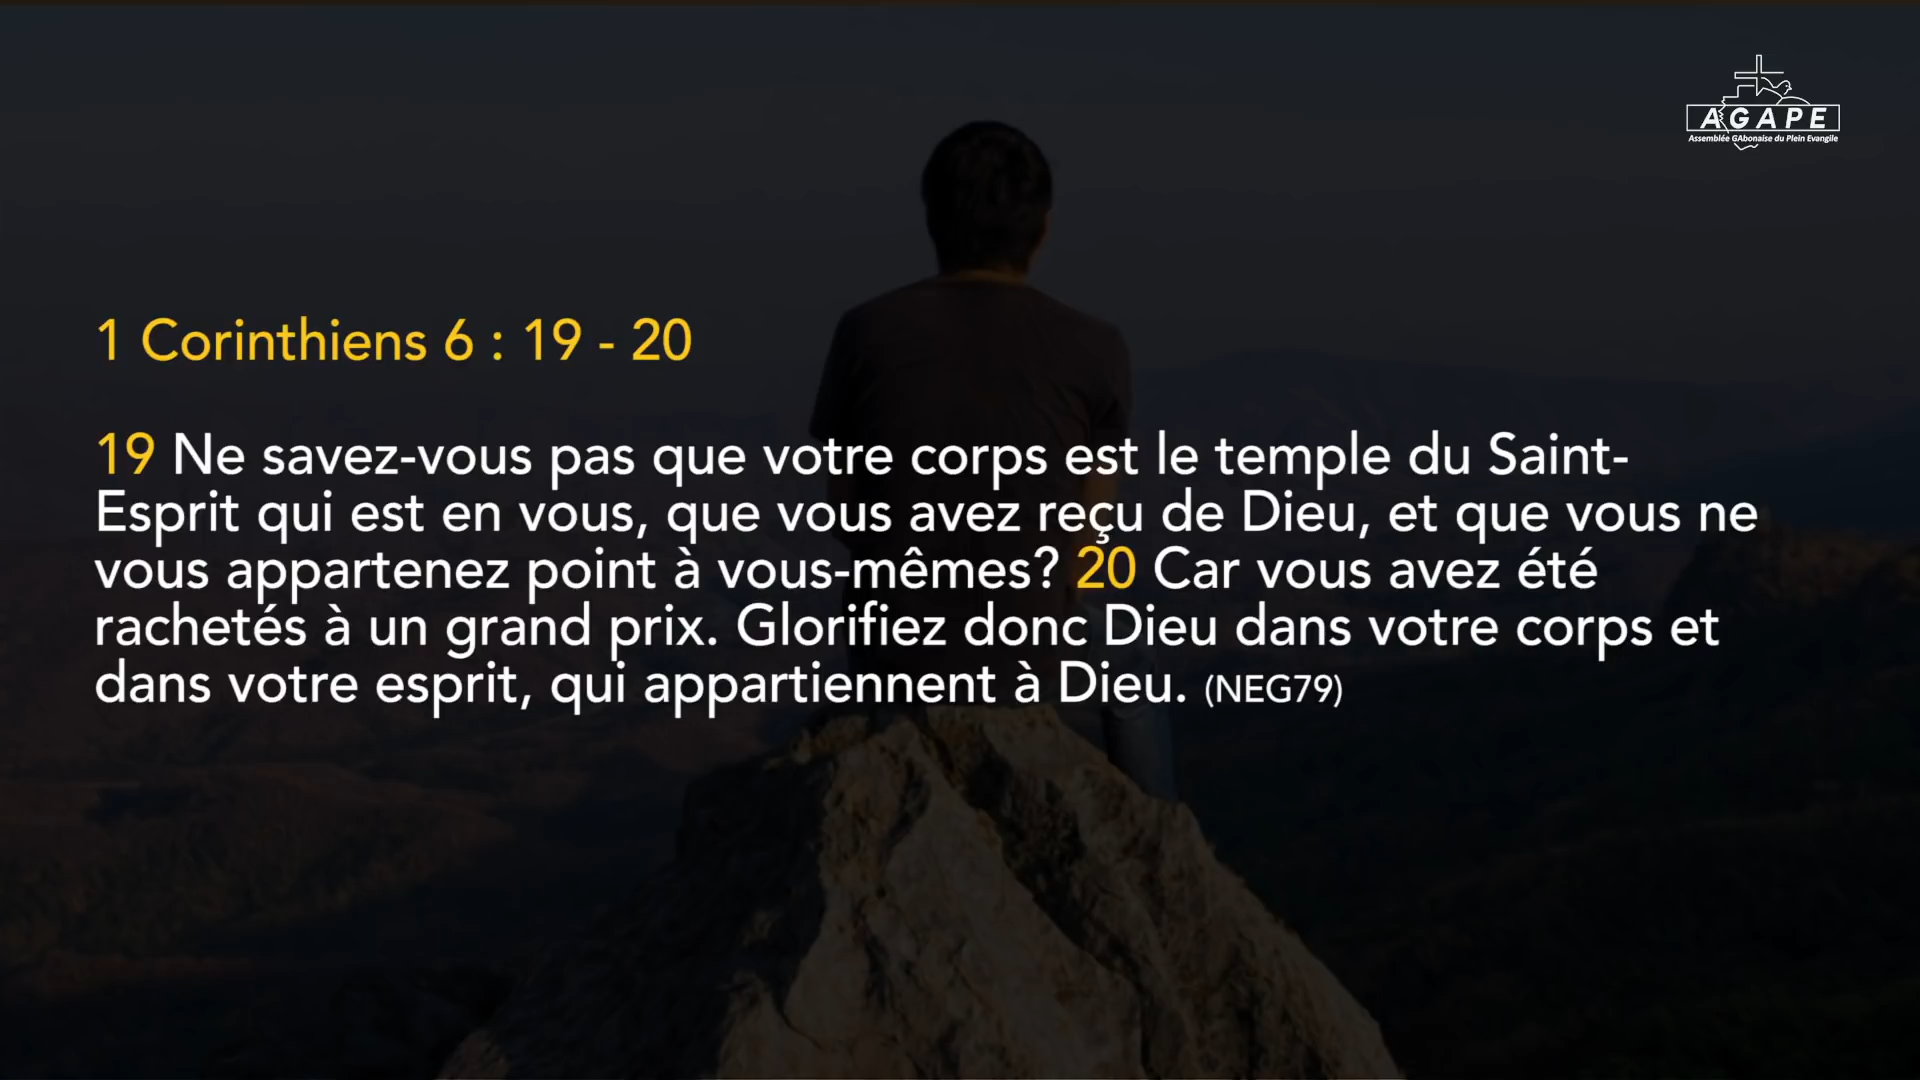 AGAPE
Assemblée GAbonaise du Plein Evangile
1 Corinthiens 6 : 19 - 20
19 Ne savez-vous pas que votre corps est le temple du Saint-
Esprit qui est en vous, que vous avez reçu de Dieu, et que vous ne
vous appartenez point à vous-mêmes? 20 Car vous avez été
rachetés à un grand prix. Glorifiez donc Dieu dans votre corps et
dans votre esprit, qui appartiennent à Dieu. (NEG79)